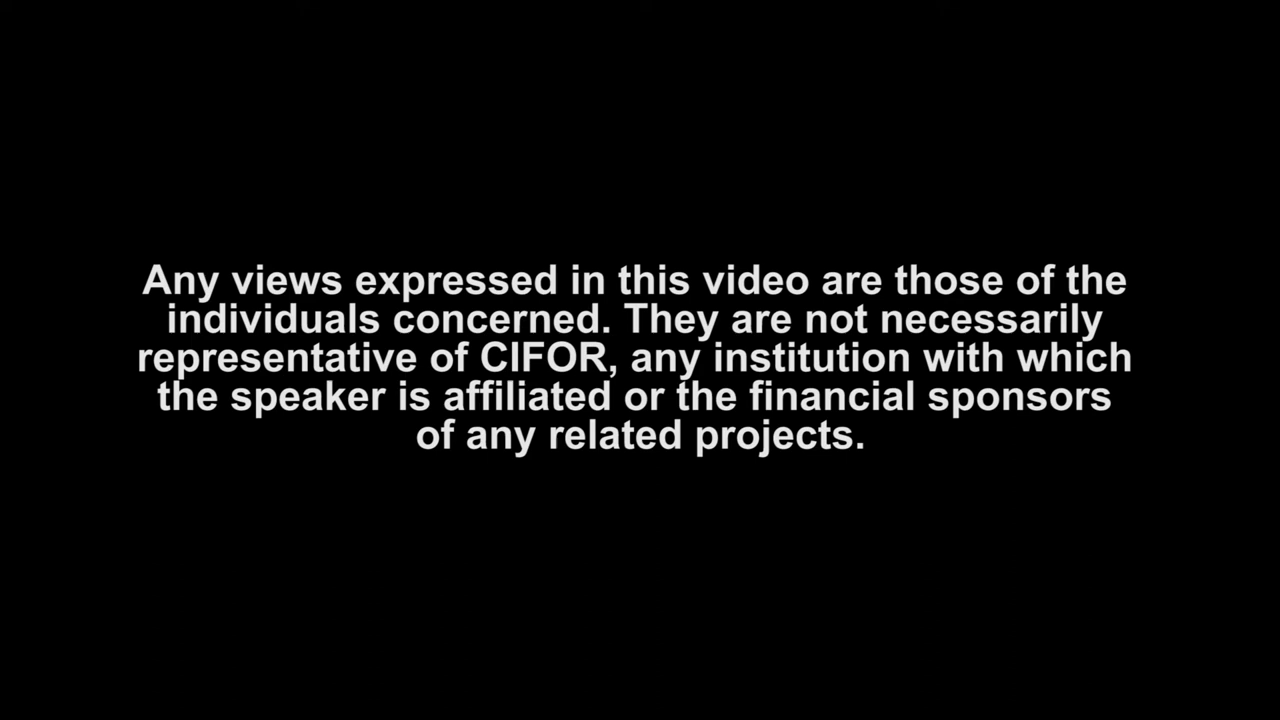 Any views expressed in this video are those of the
individuals concerned. They are not necessarily
representative of CIFOR, any institution with which
the speaker is affiliated or the financial sponsors
of any related projects.